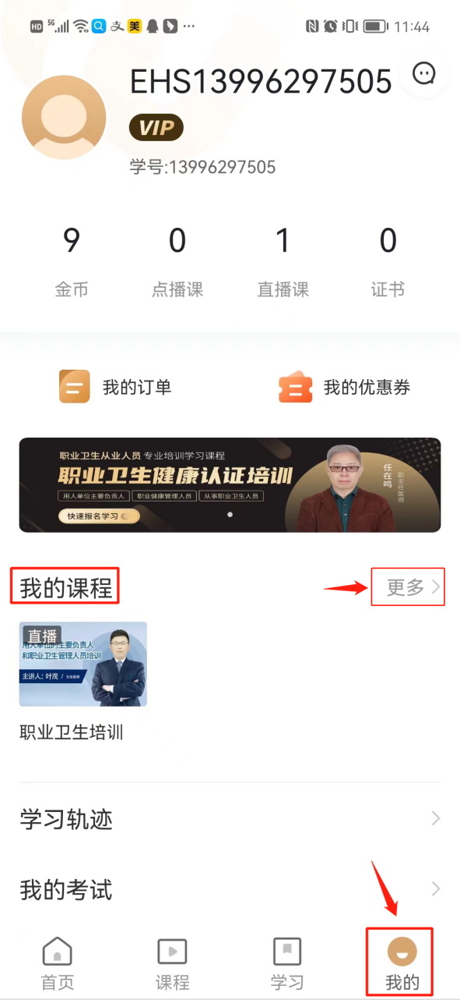 HD 5G 支 美 11:44
EHS13996297505
VIP
学号:13996297505
9 0 1 0
金币 点播课 直播课 证书
我的订单 我的优惠券
职业卫生从业人员 专业培训学习课程
职业卫生健康认证培训
用人单位主要负责人 职业健康管理人员 从事职业卫生人员
快速报名学习
任在鸣
副主任医师
我的课程 更多
直播
用人单位的主要负责人
和职业卫生管理人员培训
主讲人：叶茂 /
职业卫生培训
学习轨迹
我的考试
首页 课程 学习 我的